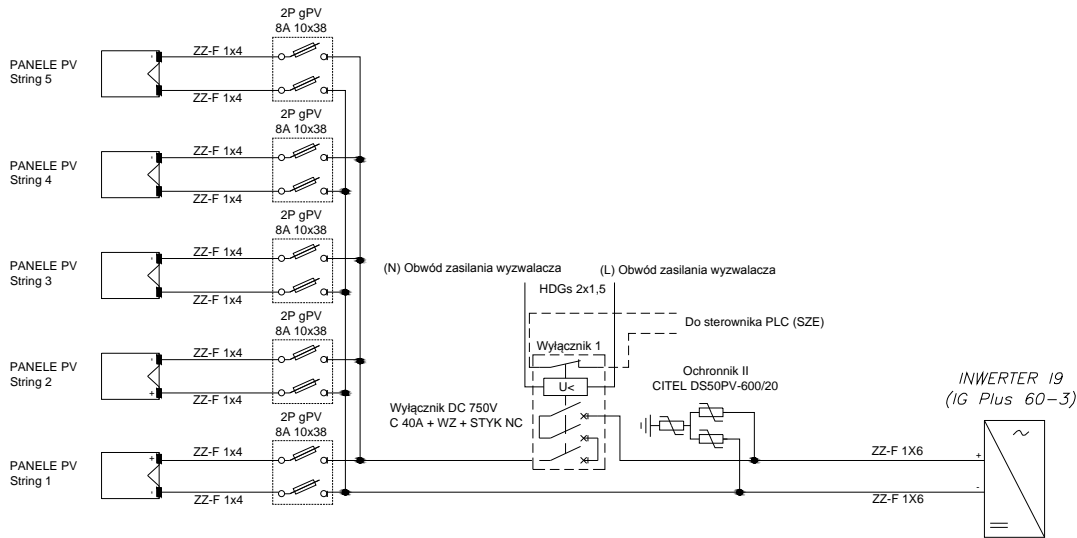 2P gPV
8A 10x38
PANELE PV
String 5
ZZ-F 1x4
ZZ-F 1x4
2P gPV
8A 10x38
PANELE PV
String 4
ZZ-F 1x4
ZZ-F 1x4
2P gPV
8A 10x38
PANELE PV
String 3
ZZ-F 1x4
ZZ-F 1x4
(N) Obwód zasilania wyzwalacza
(L) Obwód zasilania wyzwalacza
HDGs 2x1,5
Do sterownika PLC (SZE)
2P gPV
8A 10x38
PANELE PV
String 2
ZZ-F 1x4
ZZ-F 1x4
+
Wyłącznik 1
U<
Ochronnik II
CITEL DS50PV-600/20
INWERTER I9
(IG Plus 60-3)
Wyłącznik DC 750V
C 40A + WZ + STYK NC
2P gPV
8A 10x38
PANELE PV
String 1
+
-
ZZ-F 1x4
ZZ-F 1x4
ZZ-F 1X6
+
-
ZZ-F 1X6